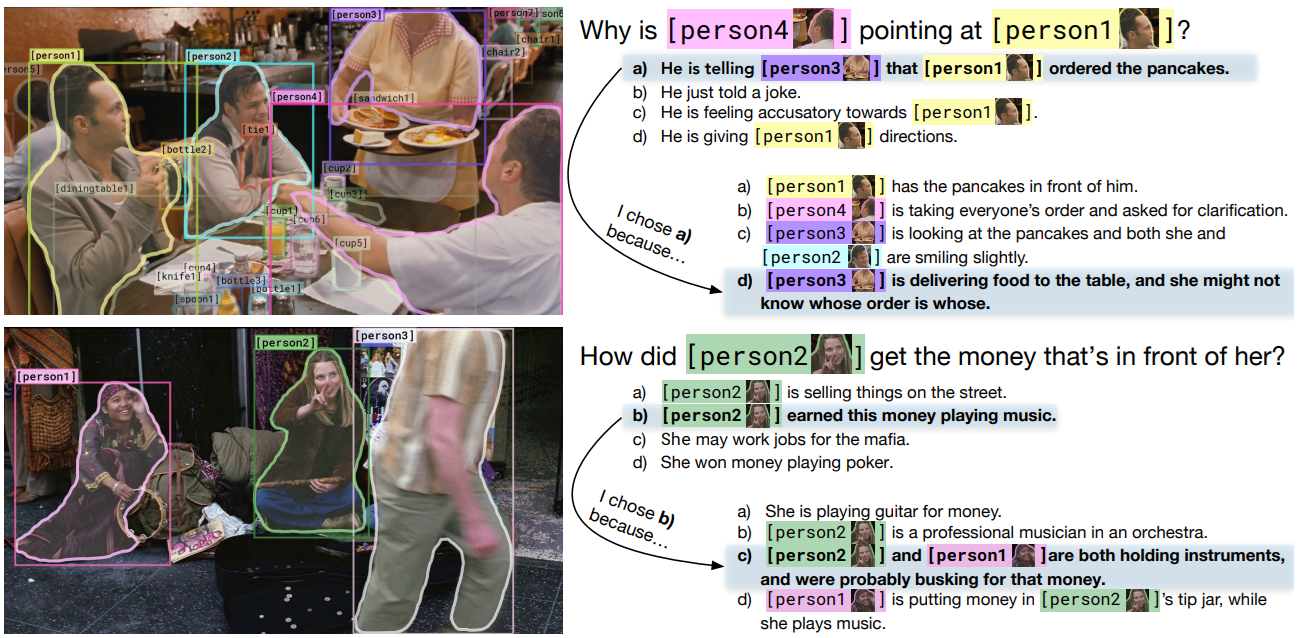 [person1]
[person2]
[person3]
[person7]
[chair1]
[chair2]
[person4]
[sandwich1]
[tie1]
[bottle2]
[diningtable1]
[cup2]
[cup3]
[cup1]
[cup6]
[cup5]
[cup4]
[knife1]
[bottle3]
[bottle1]
[spoon1]
Why is [person4 ] pointing at [person1 ]?
a) He is telling [person3 ] that [person1 ] ordered the pancakes.
b) He just told a joke.
c) He is feeling accusatory towards [person1 ].
d) He is giving [person1 ] directions.
I chose a)
because…
a) [person1 ] has the pancakes in front of him.
b) [person4 ] is taking everyone's order and asked for clarification.
c) [person3 ] is looking at the pancakes and both she and
[person2 ] are smiling slightly.
d) [person3 ] is delivering food to the table, and she might not
know whose order is whose.
[person1]
[person2]
[person3]
How did [person2 ] get the money that's in front of her?
a) [person2 ] is selling things on the street.
b) [person2 ] earned this money playing music.
c) She may work jobs for the mafia.
d) She won money playing poker.
I chose b)
because…
a) She is playing guitar for money.
b) [person2 ] is a professional musician in an orchestra.
c) [person2 ] and [person1 ]are both holding instruments,
and were probably busking for that money.
d) [person1 ] is putting money in [person2 ]'s tip jar, while
she plays music.